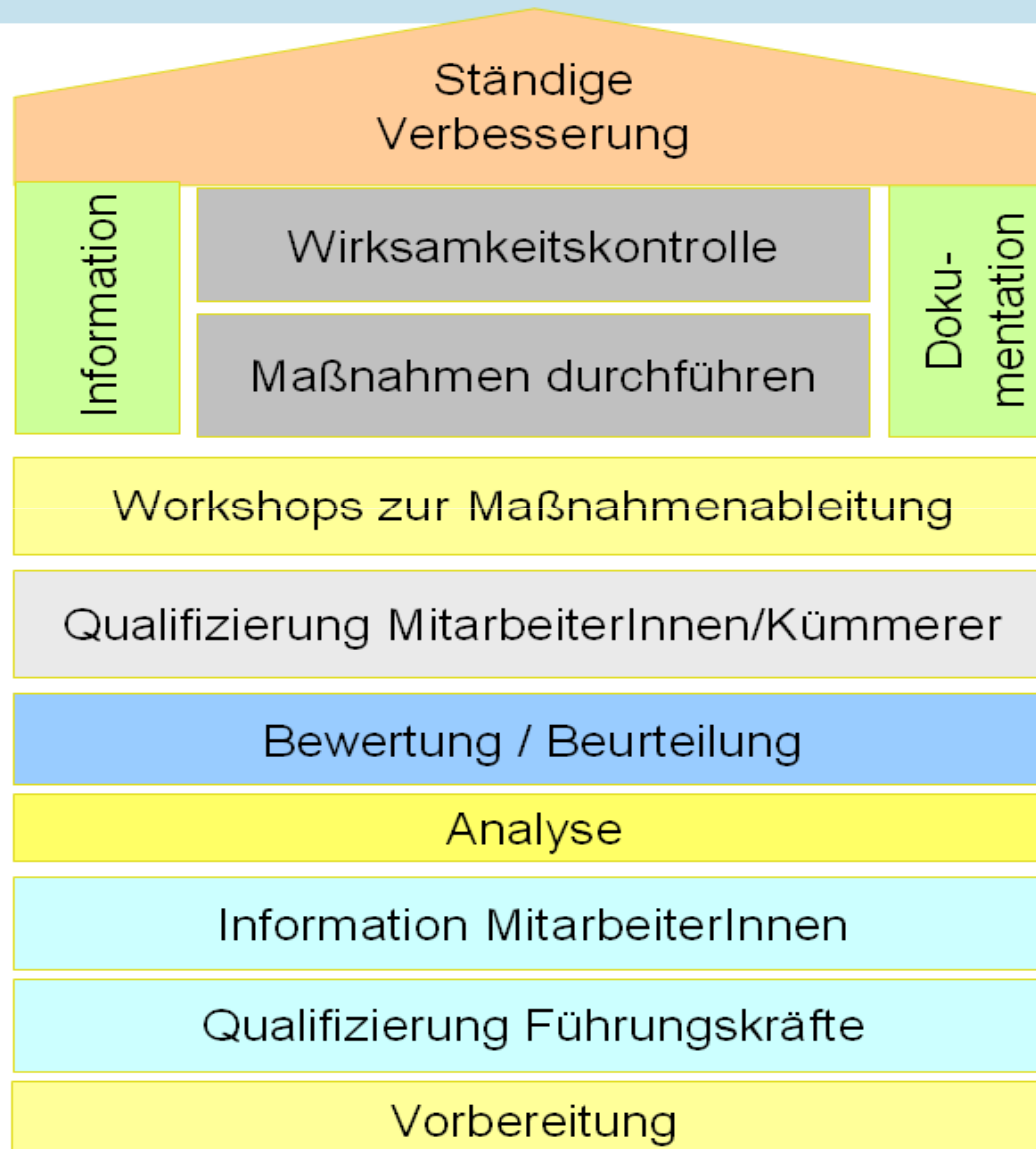 Ständige
Verbesserung
Information
Wirksamkeitskontrolle
Maßnahmen durchführen
Doku-
mentation
Workshops zur Maßnahmenableitung
Qualifizierung MitarbeiterInnen/Kümmerer
Bewertung / Beurteilung
Analyse
Information MitarbeiterInnen
Qualifizierung Führungskräfte
Vorbereitung